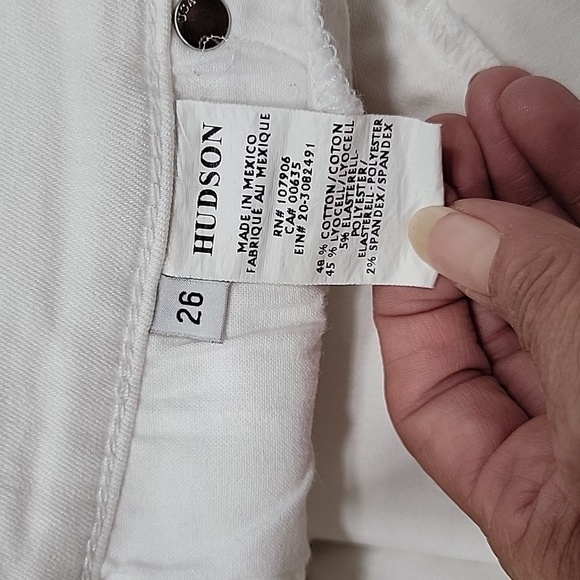 HUDSON
MADE IN MEXICO
FABRIQUÉ AU MEXIQUE
RN# 107906
CA# 00635
EIN# 20-3082491
48 % COTTON/COTON
45 % LYOCELL/LYOCELL
5% ELASTERELL-
POLYESTER/
ELASTERELL-POLYESTER
2% SPANDEX/SPANDEX
26